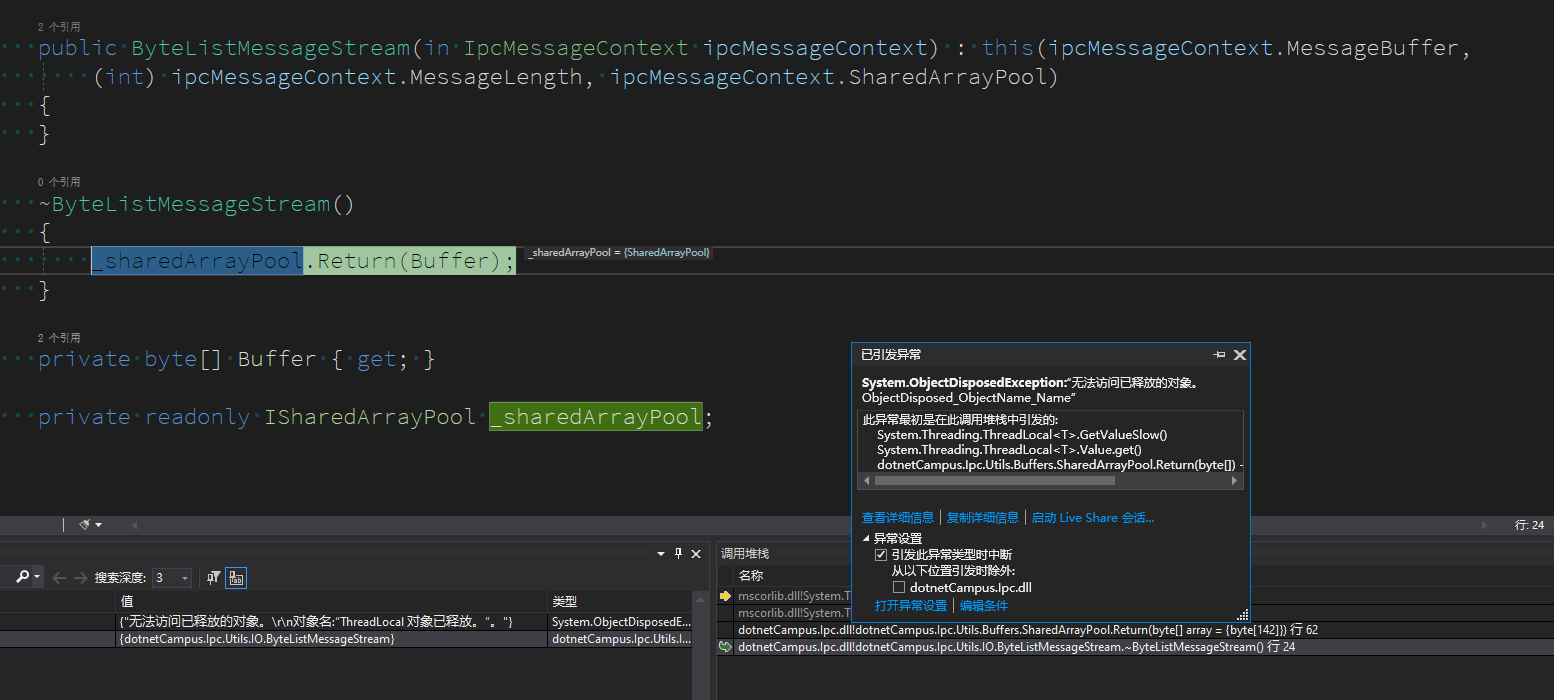 2 个引用
public ByteListMessageStream(in IpcMessageContext ipcMessageContext) : this(ipcMessageContext.MessageBuffer,
(int) ipcMessageContext.MessageLength, ipcMessageContext.SharedArrayPool)
{
}
0 个引用
~ByteListMessageStream()
{
_sharedArrayPool.Return(Buffer);
_sharedArrayPool = {SharedArrayPool}
}
2 个引用
private byte[] Buffer { get; }
private readonly ISharedArrayPool _sharedArrayPool;
已引发异常
System.ObjectDisposedException:“无法访问已释放的对象。
ObjectDisposed_ObjectName_Name”
此异常最初是在此调用堆栈中引发的:
System.Threading.ThreadLocal<T>.GetValueSlow()
System.Threading.ThreadLocal<T>.Value.get()
dotnetCampus.Ipc.Utils.Buffers.SharedArrayPool.Return(byte[])
查看详细信息 | 复制详细信息 | 启动 Live Share 会话...
异常设置
引发此异常类型时中断
从以下位置引发时除外:
dotnetCampus.Ipc.dll
打开异常设置 | 编辑条件
行: 24
搜索深度: 3
值 类型
{"无法访问已释放的对象。\r\n对象名:“ThreadLocal 对象已释放。”。"} System.ObjectDisposedE...
{dotnetCampus.Ipc.Utils.IO.ByteListMessageStream} dotnetCampus.Ipc.Utils.I...
调用堆栈
名称
mscorlib.dll!System.T
mscorlib.dll!System.T
dotnetCampus.Ipc.dll!dotnetCampus.Ipc.Utils.Buffers.SharedArrayPool.Return(byte[] array = {byte[142]}) 行 62
dotnetCampus.Ipc.dll!dotnetCampus.Ipc.Utils.IO.ByteListMessageStream.~ByteListMessageStream() 行 24